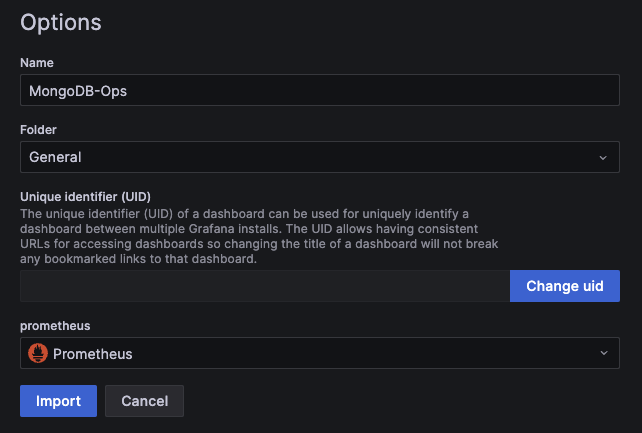 Options
Name
MongoDB-Ops
Folder
General
Unique identifier (UID)
The unique identifier (UID) of a dashboard can be used for uniquely identify a
dashboard between multiple Grafana installs. The UID allows having consistent
URLs for accessing dashboards so changing the title of a dashboard will not break
any bookmarked links to that dashboard.
Change uid
prometheus
Prometheus
Import Cancel